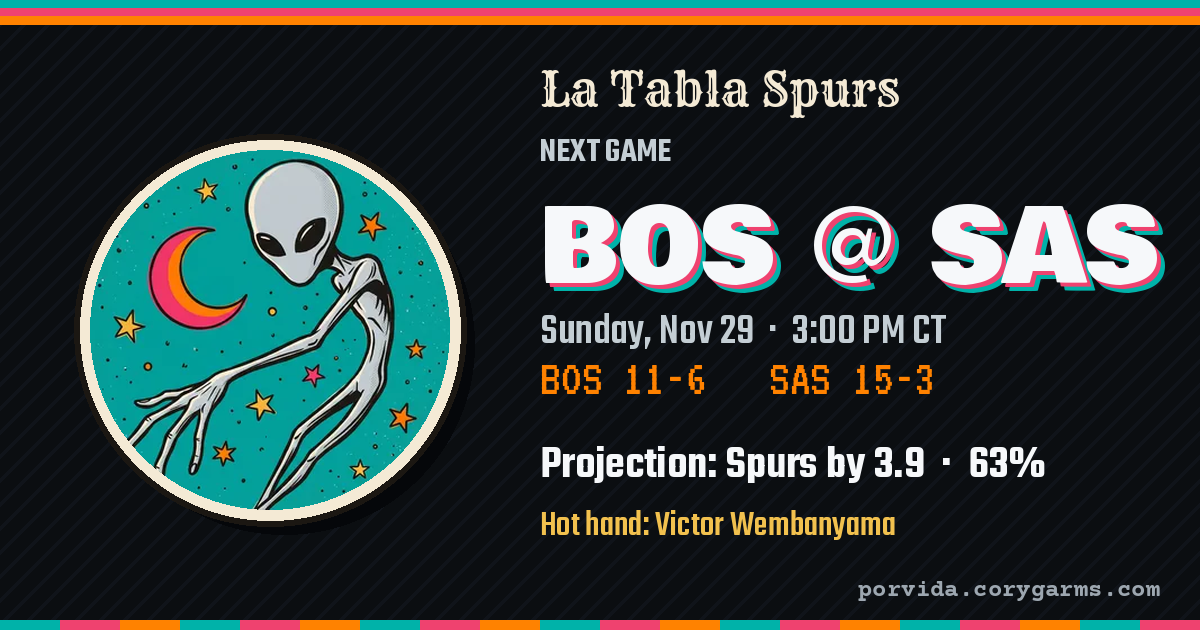 La Tabla Spurs
NEXT GAME
BOS @ SAS
Sunday, Nov 29 · 3:00 PM CT
BOS 11-6 SAS 15-3
Projection: Spurs by 3.9 · 63%
Hot hand: Victor Wembanyama
porvida.corygarms.com